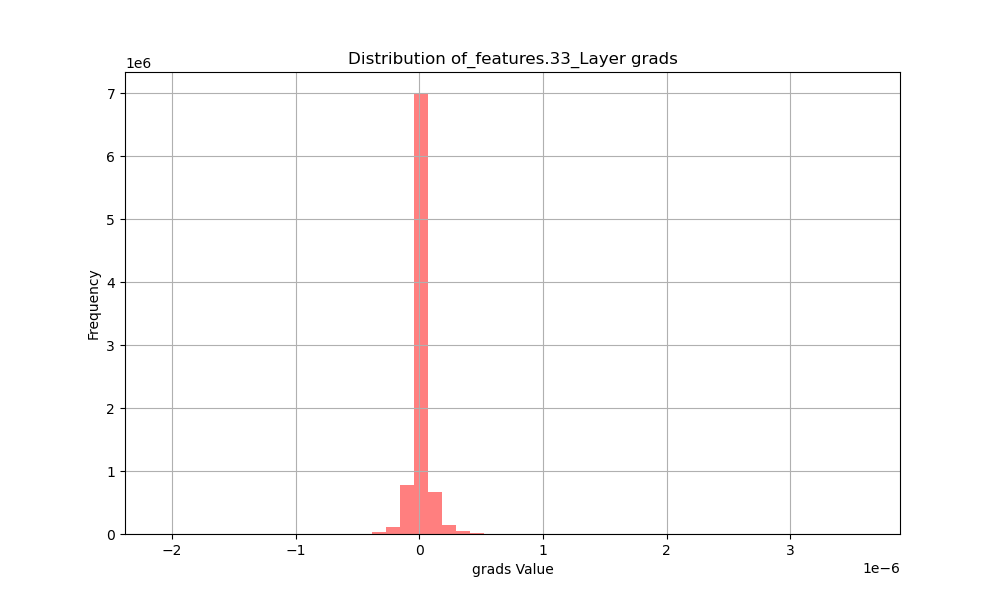 Distribution of_features.33_Layer grads
1e6
7
6
5
4
3
2
1
0
Frequency
−2 −1 0 1 2 3
1e−6
grads Value